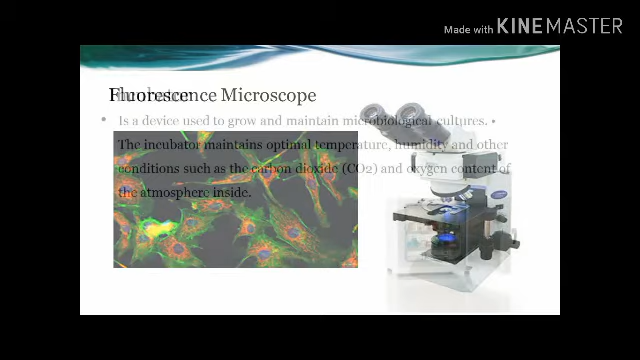 Made with KINEMASTER
Fluorescence Microscope
Is a device used to grow and maintain microbiological cultures. •
The incubator maintains optimal temperature, humidity and other
conditions such as the carbon dioxide (CO2) and oxygen content of
the atmosphere inside.